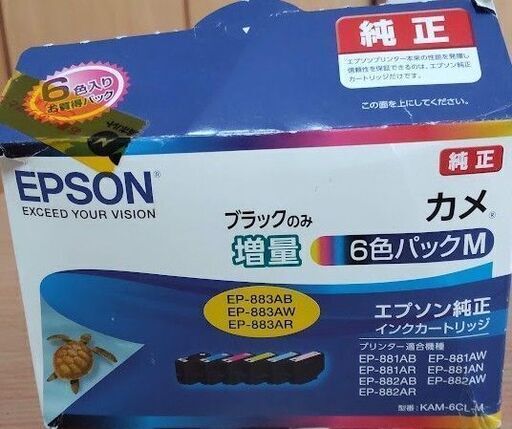 純正
エプソンプリンター本来の性能を発揮し
信頼性を保証できるのは、エプソン純正
カートリッジだけです。
この面を上にしてください。
6色入り
お買得パック
EPSON®
EXCEED YOUR VISION
純正
カメ®
ブラックのみ
増量
6色パックM
EP-883AB
EP-883AW
EP-883AR
エプソン純正
インクカートリッジ
プリンター適合機種
EP-881AB EP-881AW
EP-881AR EP-881AN
EP-882AB EP-882AW
EP-882AR
型番: KAM-6CL-M